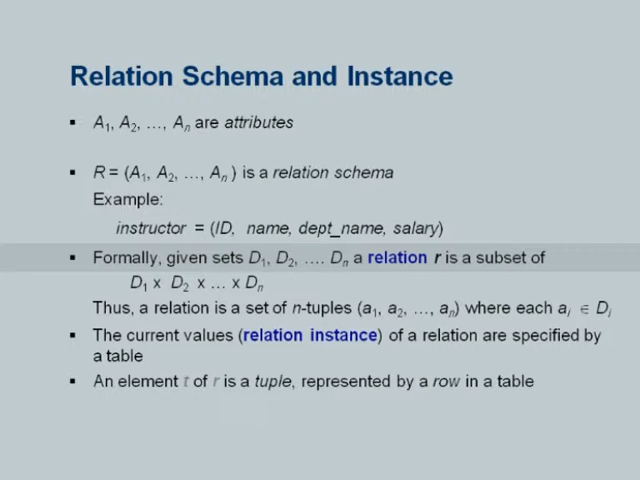 Relation Schema and Instance
▪ A1, A2, …, An are attributes
▪ R = (A1, A2, …, An ) is a relation schema
Example:
instructor = (ID, name, dept_name, salary)
▪ Formally, given sets D1, D2, …. Dn a relation r is a subset of
D1 x D2 x … x Dn
Thus, a relation is a set of n-tuples (a1, a2, …, an) where each ai ∈ Di
▪ The current values (relation instance) of a relation are specified by
a table
▪ An element t of r is a tuple, represented by a row in a table